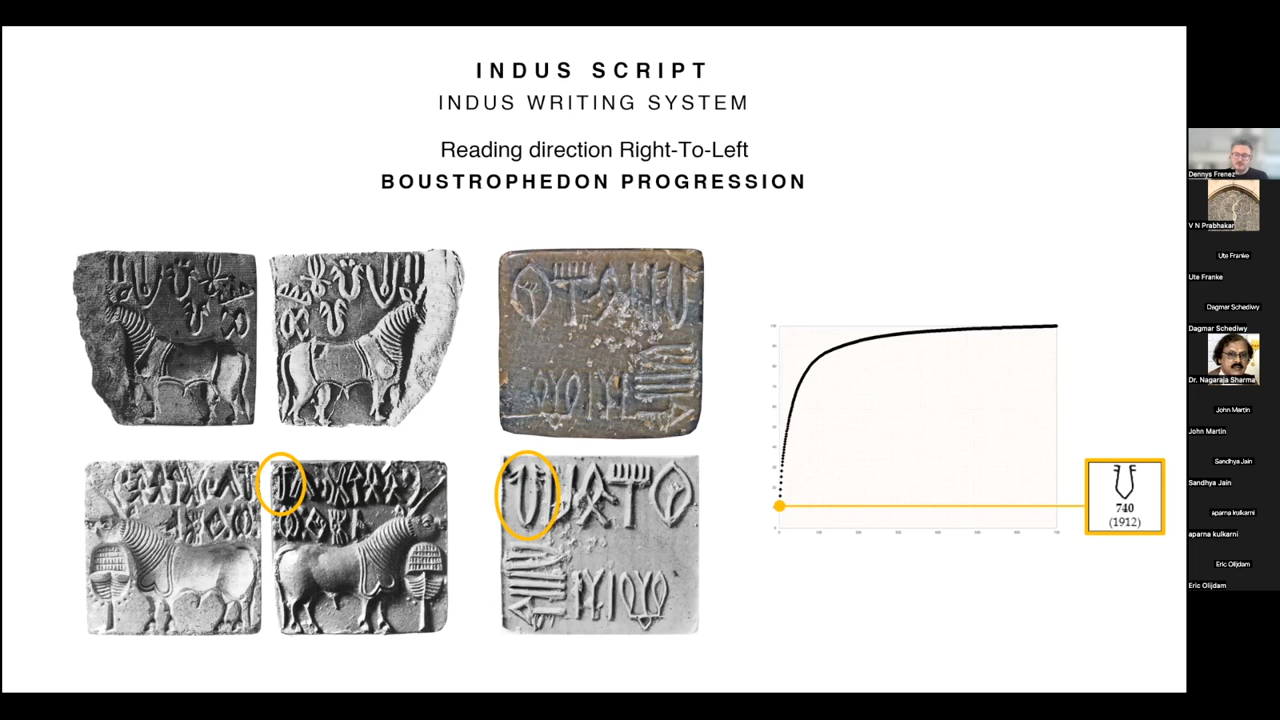 INDUS SCRIPT
INDUS WRITING SYSTEM
Reading direction Right-To-Left
BOUSTROPHEDON PROGRESSION
740
(1912)
Dennys Frenez
V N Prabhakar
Ute Franke
Ute Franke
Dagmar Schediwy
Dagmar Schediwy
Dr. Nagaraja Sharma
John Martin
John Martin
Sandhya Jain
Sandhya Jain
aparna kulkarni
aparna kulkarni
Eric Olijdam
Eric Olijdam